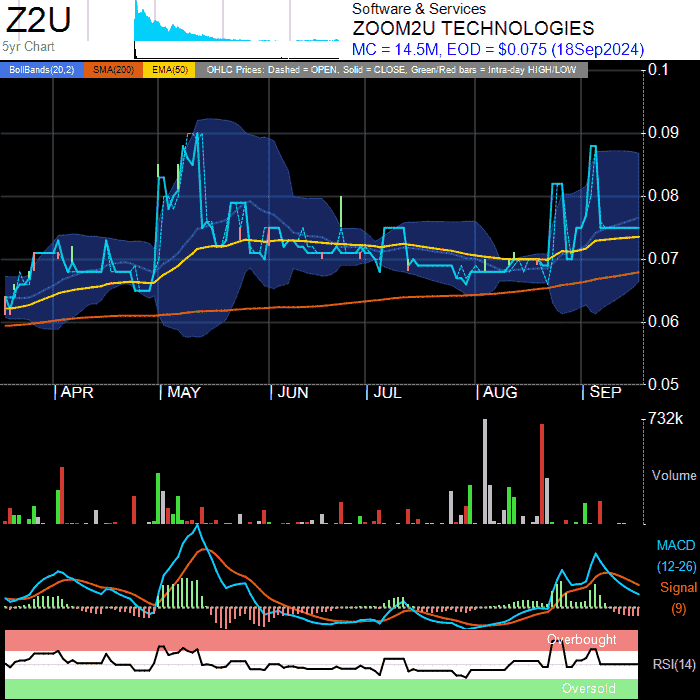 Z2U
5yr Chart
Software & Services
ZOOM2U TECHNOLOGIES
MC = 14.5M, EOD = $0.075 (18Sep2024)
BollBands(20,2) SMA(200) EMA(50) OHLC Prices: Dashed = OPEN, Solid = CLOSE, Green/Red bars = Intra-day HIGH/LOW
0.1
0.09
0.08
0.07
0.06
0.05
APR MAY JUN JUL AUG SEP
732k
Volume
MACD
(12-26)
Signal
(9)
Overbought
RSI(14)
Oversold